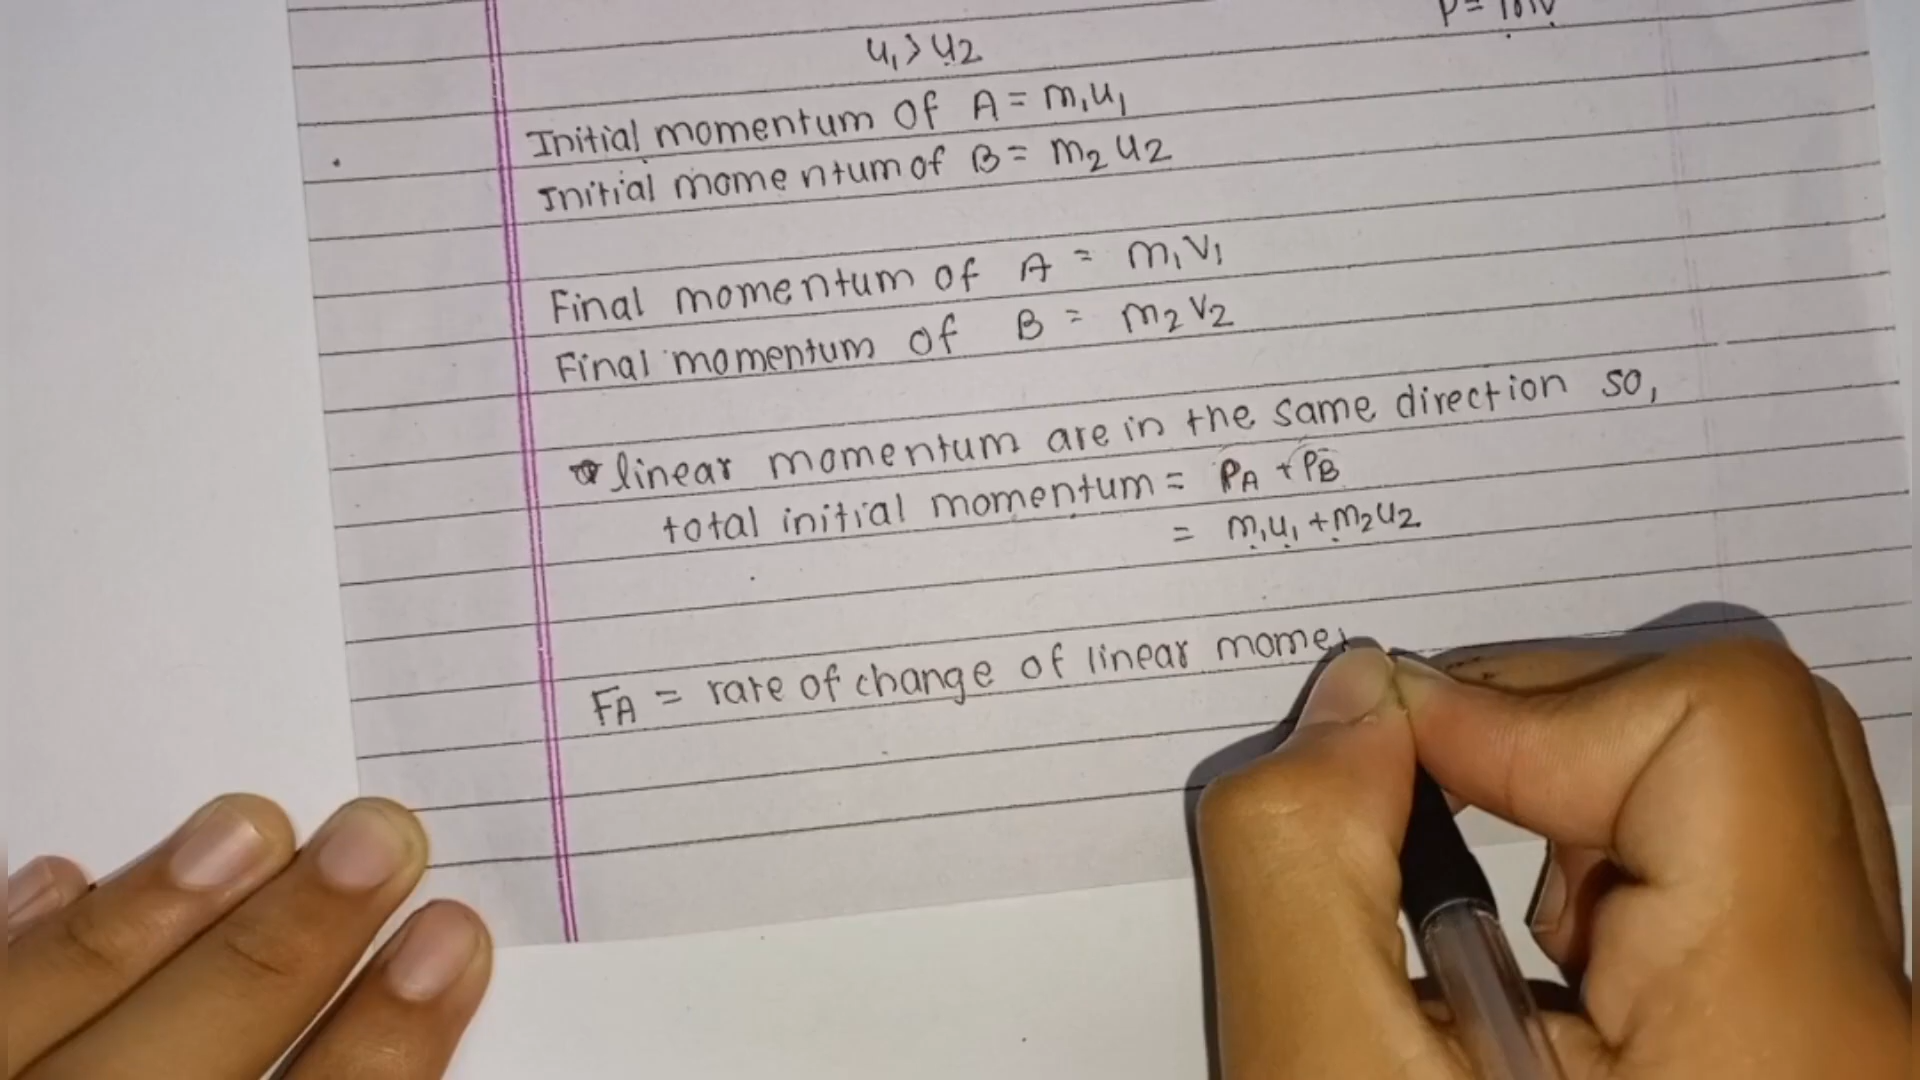 u₁ > u₂
Initial momentum of A = m₁u₁
Initial momentum of B = m₂u₂
Final momentum of A = m₁v₁
Final momentum of B = m₂v₂
linear momentum are in the same direction so,
total initial momentum = PA + PB
= m₁u₁ + m₂u₂
FA = rate of change of linear mome